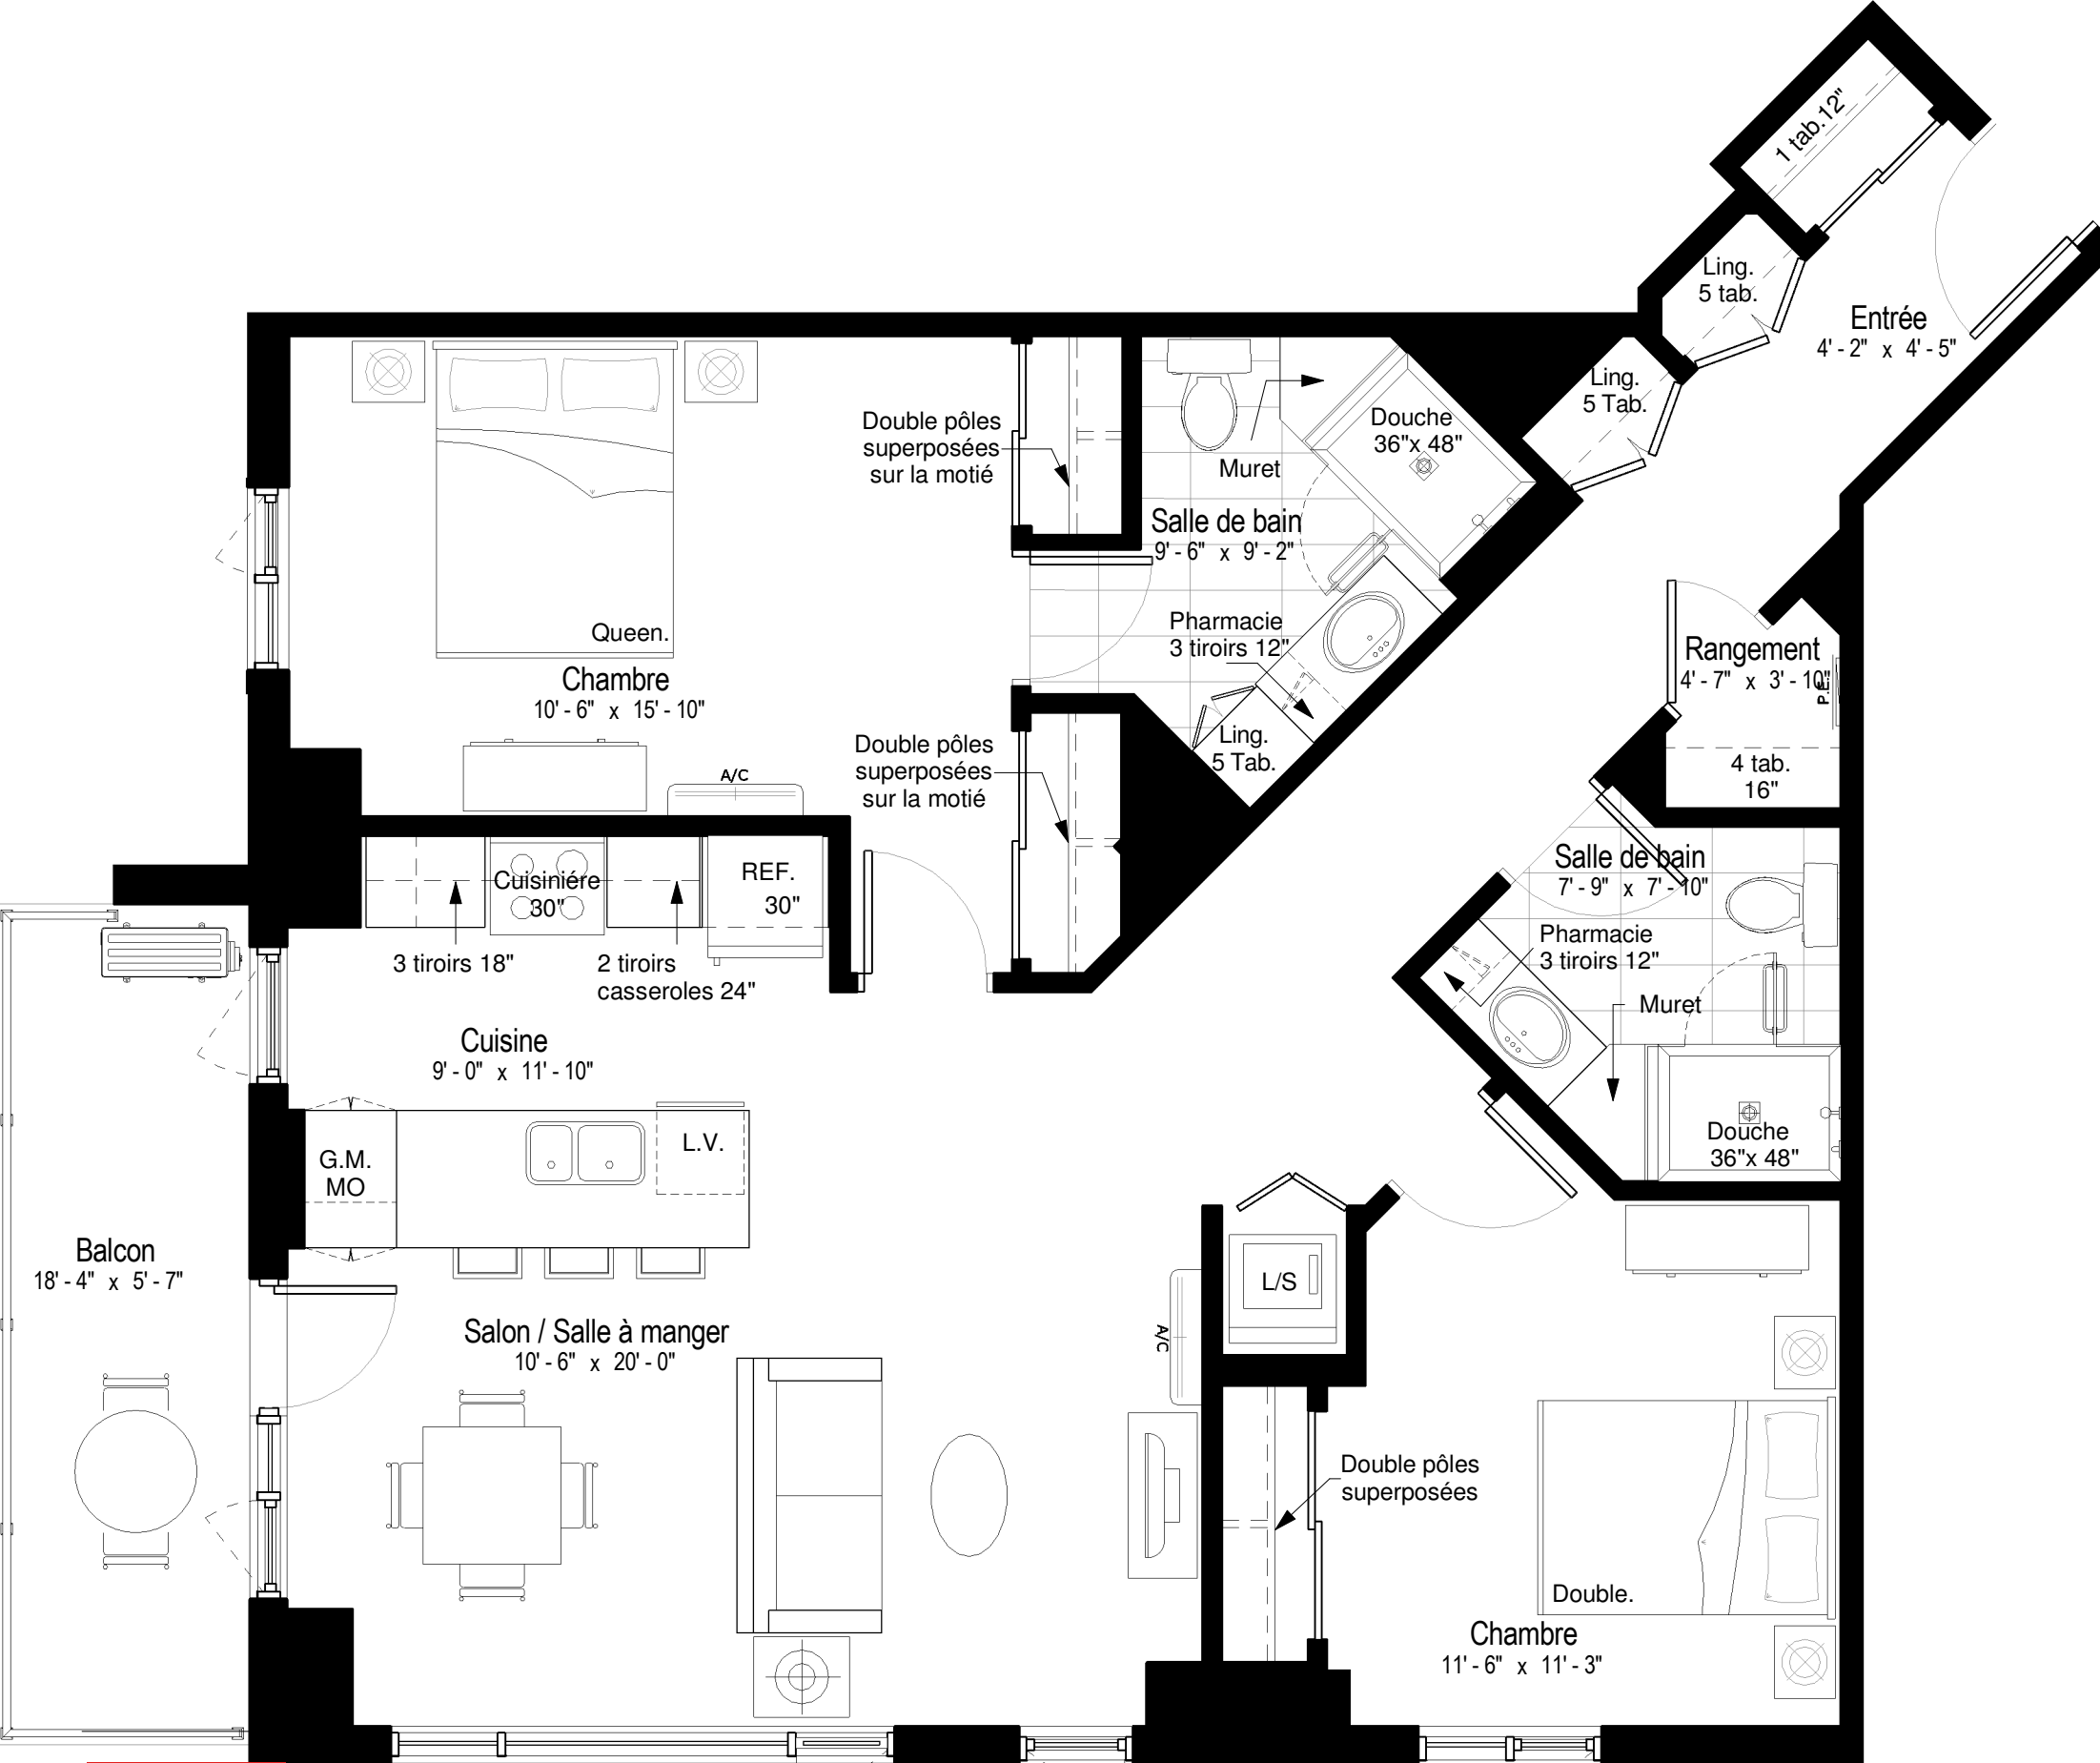 1 tab.12"
Ling.
5 tab.
Entrée
4' - 2" x 4' - 5"
Ling.
5 Tab.
Double pôles
superposées
sur la motié
Douche
36"x 48"
Muret
Salle de bain
9' - 6" x 9' - 2"
Queen.
Chambre
10' - 6" x 15' - 10"
Pharmacie
3 tiroirs 12"
Ling.
5 Tab.
Rangement
4' - 7" x 3' - 10"
P.E.
4 tab.
16"
Double pôles
superposées
sur la motié
A/C
Cuisiniére
30"
REF.
30"
3 tiroirs 18"
2 tiroirs
casseroles 24"
Salle de bain
7' - 9" x 7' - 10"
Pharmacie
3 tiroirs 12"
Muret
Douche
36"x 48"
Cuisine
9' - 0" x 11' - 10"
G.M.
MO
L.V.
Balcon
18' - 4" x 5' - 7"
L/S
A/C
Salon / Salle à manger
10' - 6" x 20' - 0"
Double pôles
superposées
Double.
Chambre
11' - 6" x 11' - 3"